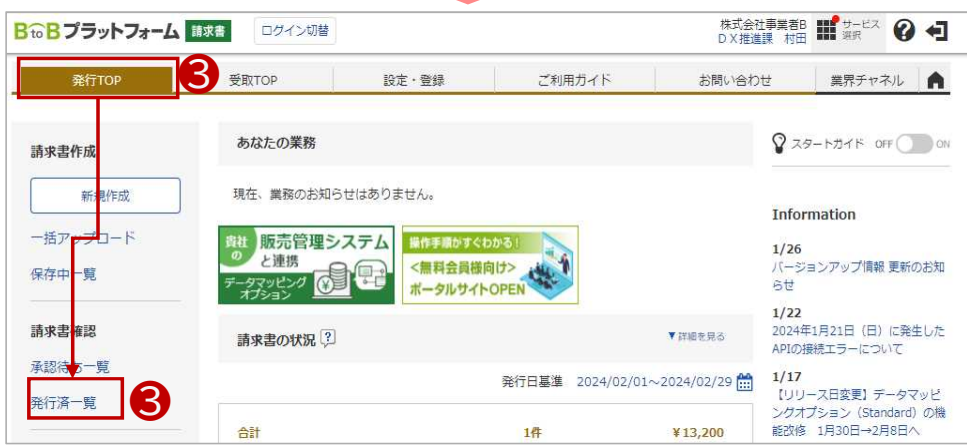 BtoBプラットフォーム 請求書
ログイン切替
株式会社事業者B
DX推進課 村田
サービス
選択
発行TOP
3
受取TOP
設定・登録
ご利用ガイド
お問い合わせ
業界チャネル
請求書作成
新規作成
一括アップロード
保存中一覧
請求書確認
承認待ち一覧
発行済一覧
3
あなたの業務
現在、業務のお知らせはありません。
貴社の
販売管理システム
と連携
データマッピング
オプション
操作手順がすぐわかる!
<無料会員様向け>
ポータルサイトOPEN
請求書の状況 ?
▼詳細を見る
発行日基準 2024/02/01~2024/02/29
合計 1件 ¥13,200
スタートガイド OFF ON
Information
1/26
バージョンアップ情報 更新のお知
らせ
1/22
2024年1月21日(日)に発生した
APIの接続エラーについて
1/17
【リリース日変更】データマッピ
ングオプション(Standard)の機
能改修 1月30日→2月8日へ